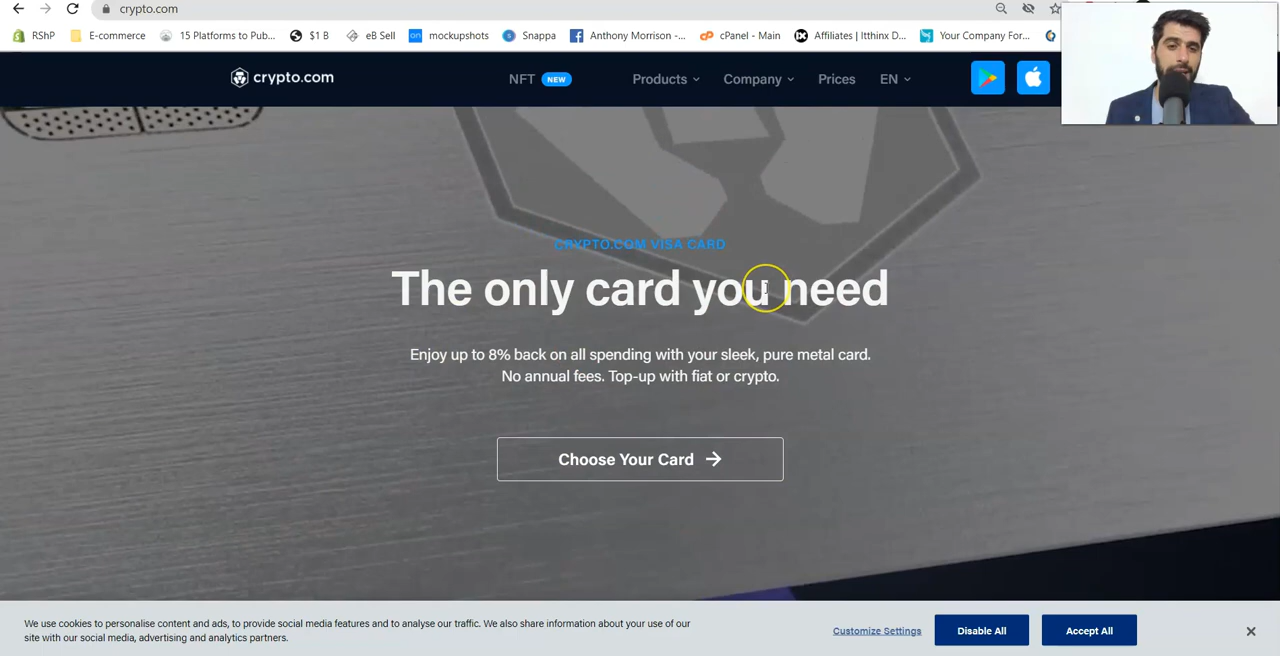 crypto.com
RShP
E-commerce
15 Platforms to Pub...
$1 B
eB Sell
mockupshots
Snappa
Anthony Morrison -...
cPanel - Main
Affiliates | Itthinx D...
Your Company For...
crypto.com
NFT NEW
Products
Company
Prices
EN
CRYPTO.COM VISA CARD
The only card you need
Enjoy up to 8% back on all spending with your sleek, pure metal card.
No annual fees. Top-up with fiat or crypto.
Choose Your Card →
We use cookies to personalise content and ads, to provide social media features and to analyse our traffic. We also share information about your use of our
site with our social media, advertising and analytics partners.
Customize Settings
Disable All
Accept All